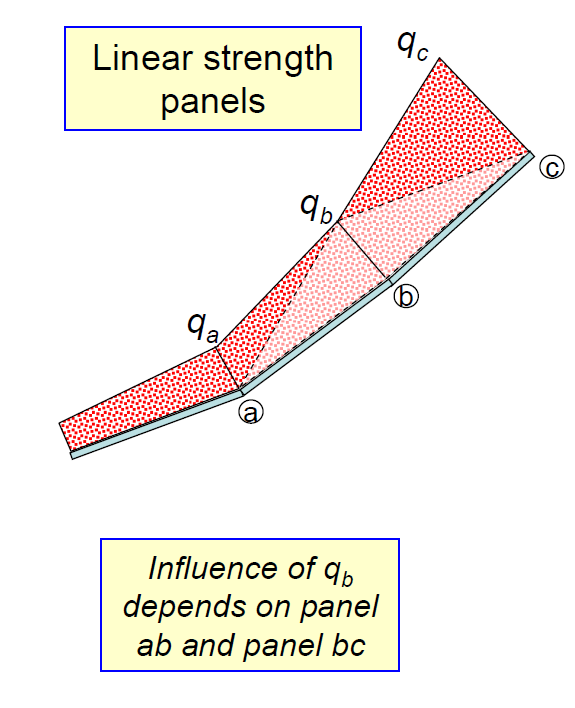 Linear strength
panels
q_c
c
q_b
b
q_a
a
Influence of q_b
depends on panel
ab and panel bc